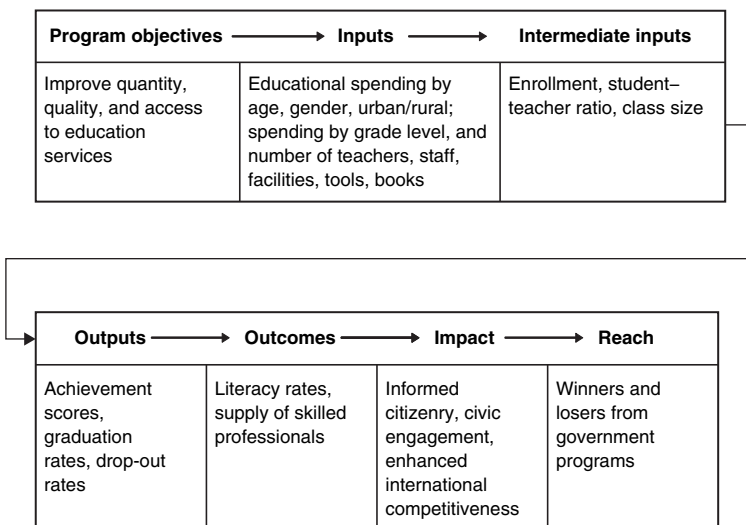 Program objectives Inputs Intermediate inputs
Improve quantity,
quality, and access
to education
services
Educational spending by
age, gender, urban/rural;
spending by grade level, and
number of teachers, staff,
facilities, tools, books
Enrollment, student–
teacher ratio, class size
Outputs Outcomes Impact Reach
Achievement
scores,
graduation
rates, drop-out
rates
Literacy rates,
supply of skilled
professionals
Informed
citizenry, civic
engagement,
enhanced
international
competitiveness
Winners and
losers from
government
programs